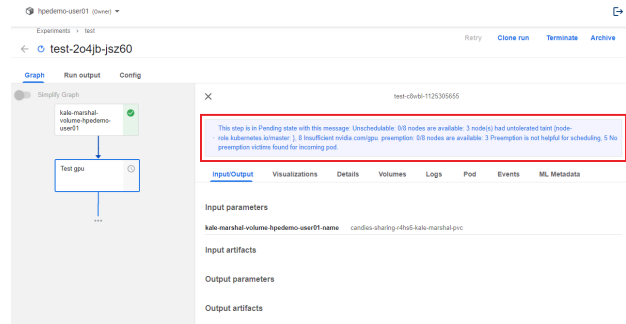 hpedemo-user01 (Owner)
Experiments > test
← test-2o4jb-jsz60
Retry Clone run Terminate Archive
Graph Run output Config
Simplify Graph
kale-marshal-
volume-hpedemo-
user01
Test gpu
...
test-c8wbl-1125305655
This step is in Pending state with this message: Unschedulable: 0/8 nodes are available: 3 node(s) had untolerated taint {node-
role.kubernetes.io/master: }, 8 Insufficient nvidia.com/gpu. preemption: 0/8 nodes are available: 3 Preemption is not helpful for scheduling, 5 No
preemption victims found for incoming pod.
Input/Output Visualizations Details Volumes Logs Pod Events ML Metadata
Input parameters
kale-marshal-volume-hpedemo-user01-name candies-sharing-r4hs6-kale-marshal-pvc
Input artifacts
Output parameters
Output artifacts